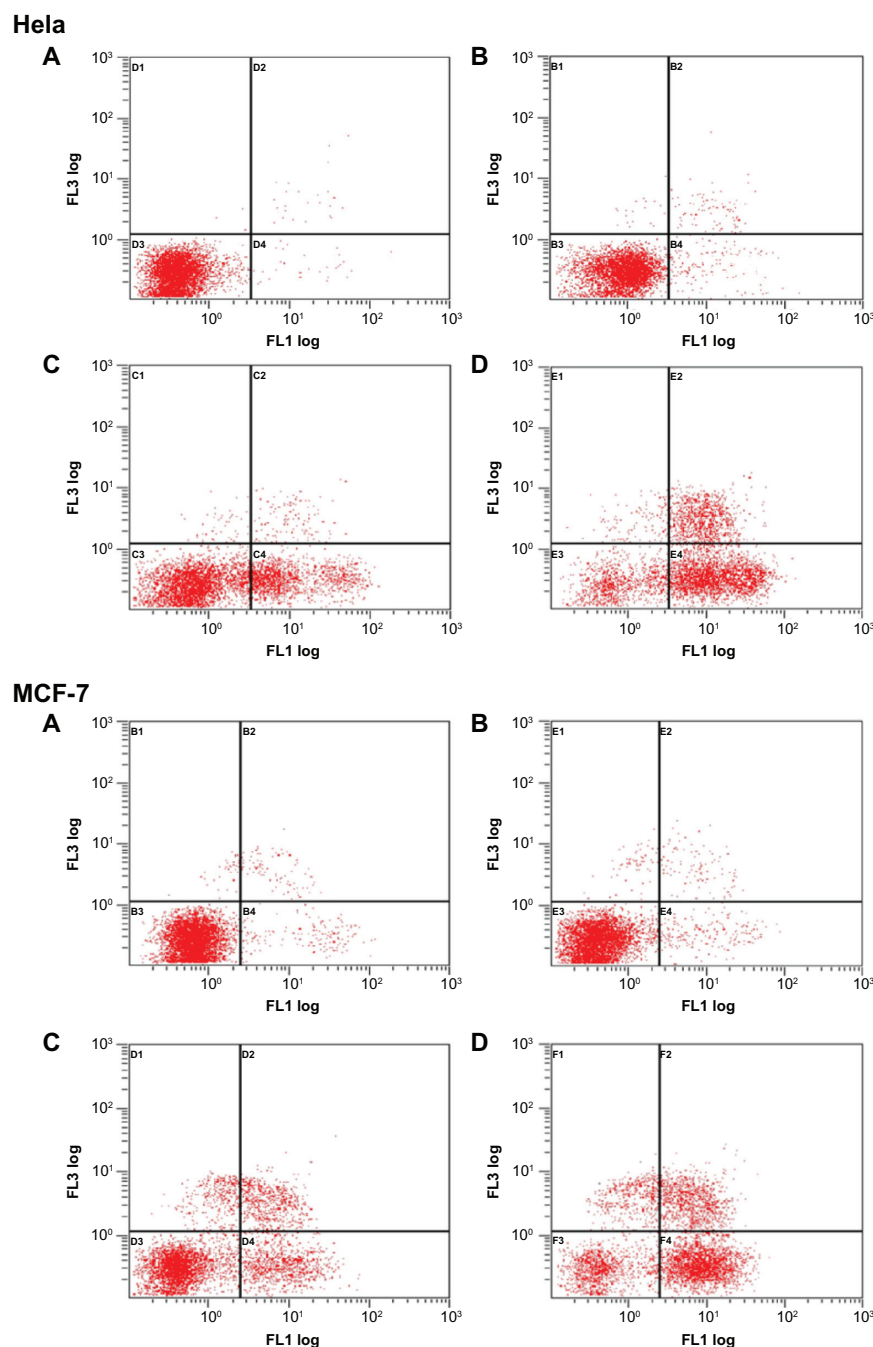 Hela
A
B
10³
10²
10¹
10⁰
FL3 log
D1
D2
D3
D4
10⁰
10¹
10²
10³
FL1 log
10³
10²
10¹
10⁰
FL3 log
B1
B2
B3
B4
10⁰
10¹
10²
10³
FL1 log
C
D
10³
10²
10¹
10⁰
FL3 log
C1
C2
C3
C4
10⁰
10¹
10²
10³
FL1 log
10³
10²
10¹
10⁰
FL3 log
E1
E2
E3
E4
10⁰
10¹
10²
10³
FL1 log
MCF-7
A
B
10³
10²
10¹
10⁰
FL3 log
B1
B2
B3
B4
10⁰
10¹
10²
10³
FL1 log
10³
10²
10¹
10⁰
FL3 log
E1
E2
E3
E4
10⁰
10¹
10²
10³
FL1 log
C
D
10³
10²
10¹
10⁰
FL3 log
D1
D2
D3
D4
10⁰
10¹
10²
10³
FL1 log
10³
10²
10¹
10⁰
FL3 log
F1
F2
F3
F4
10⁰
10¹
10²
10³
FL1 log